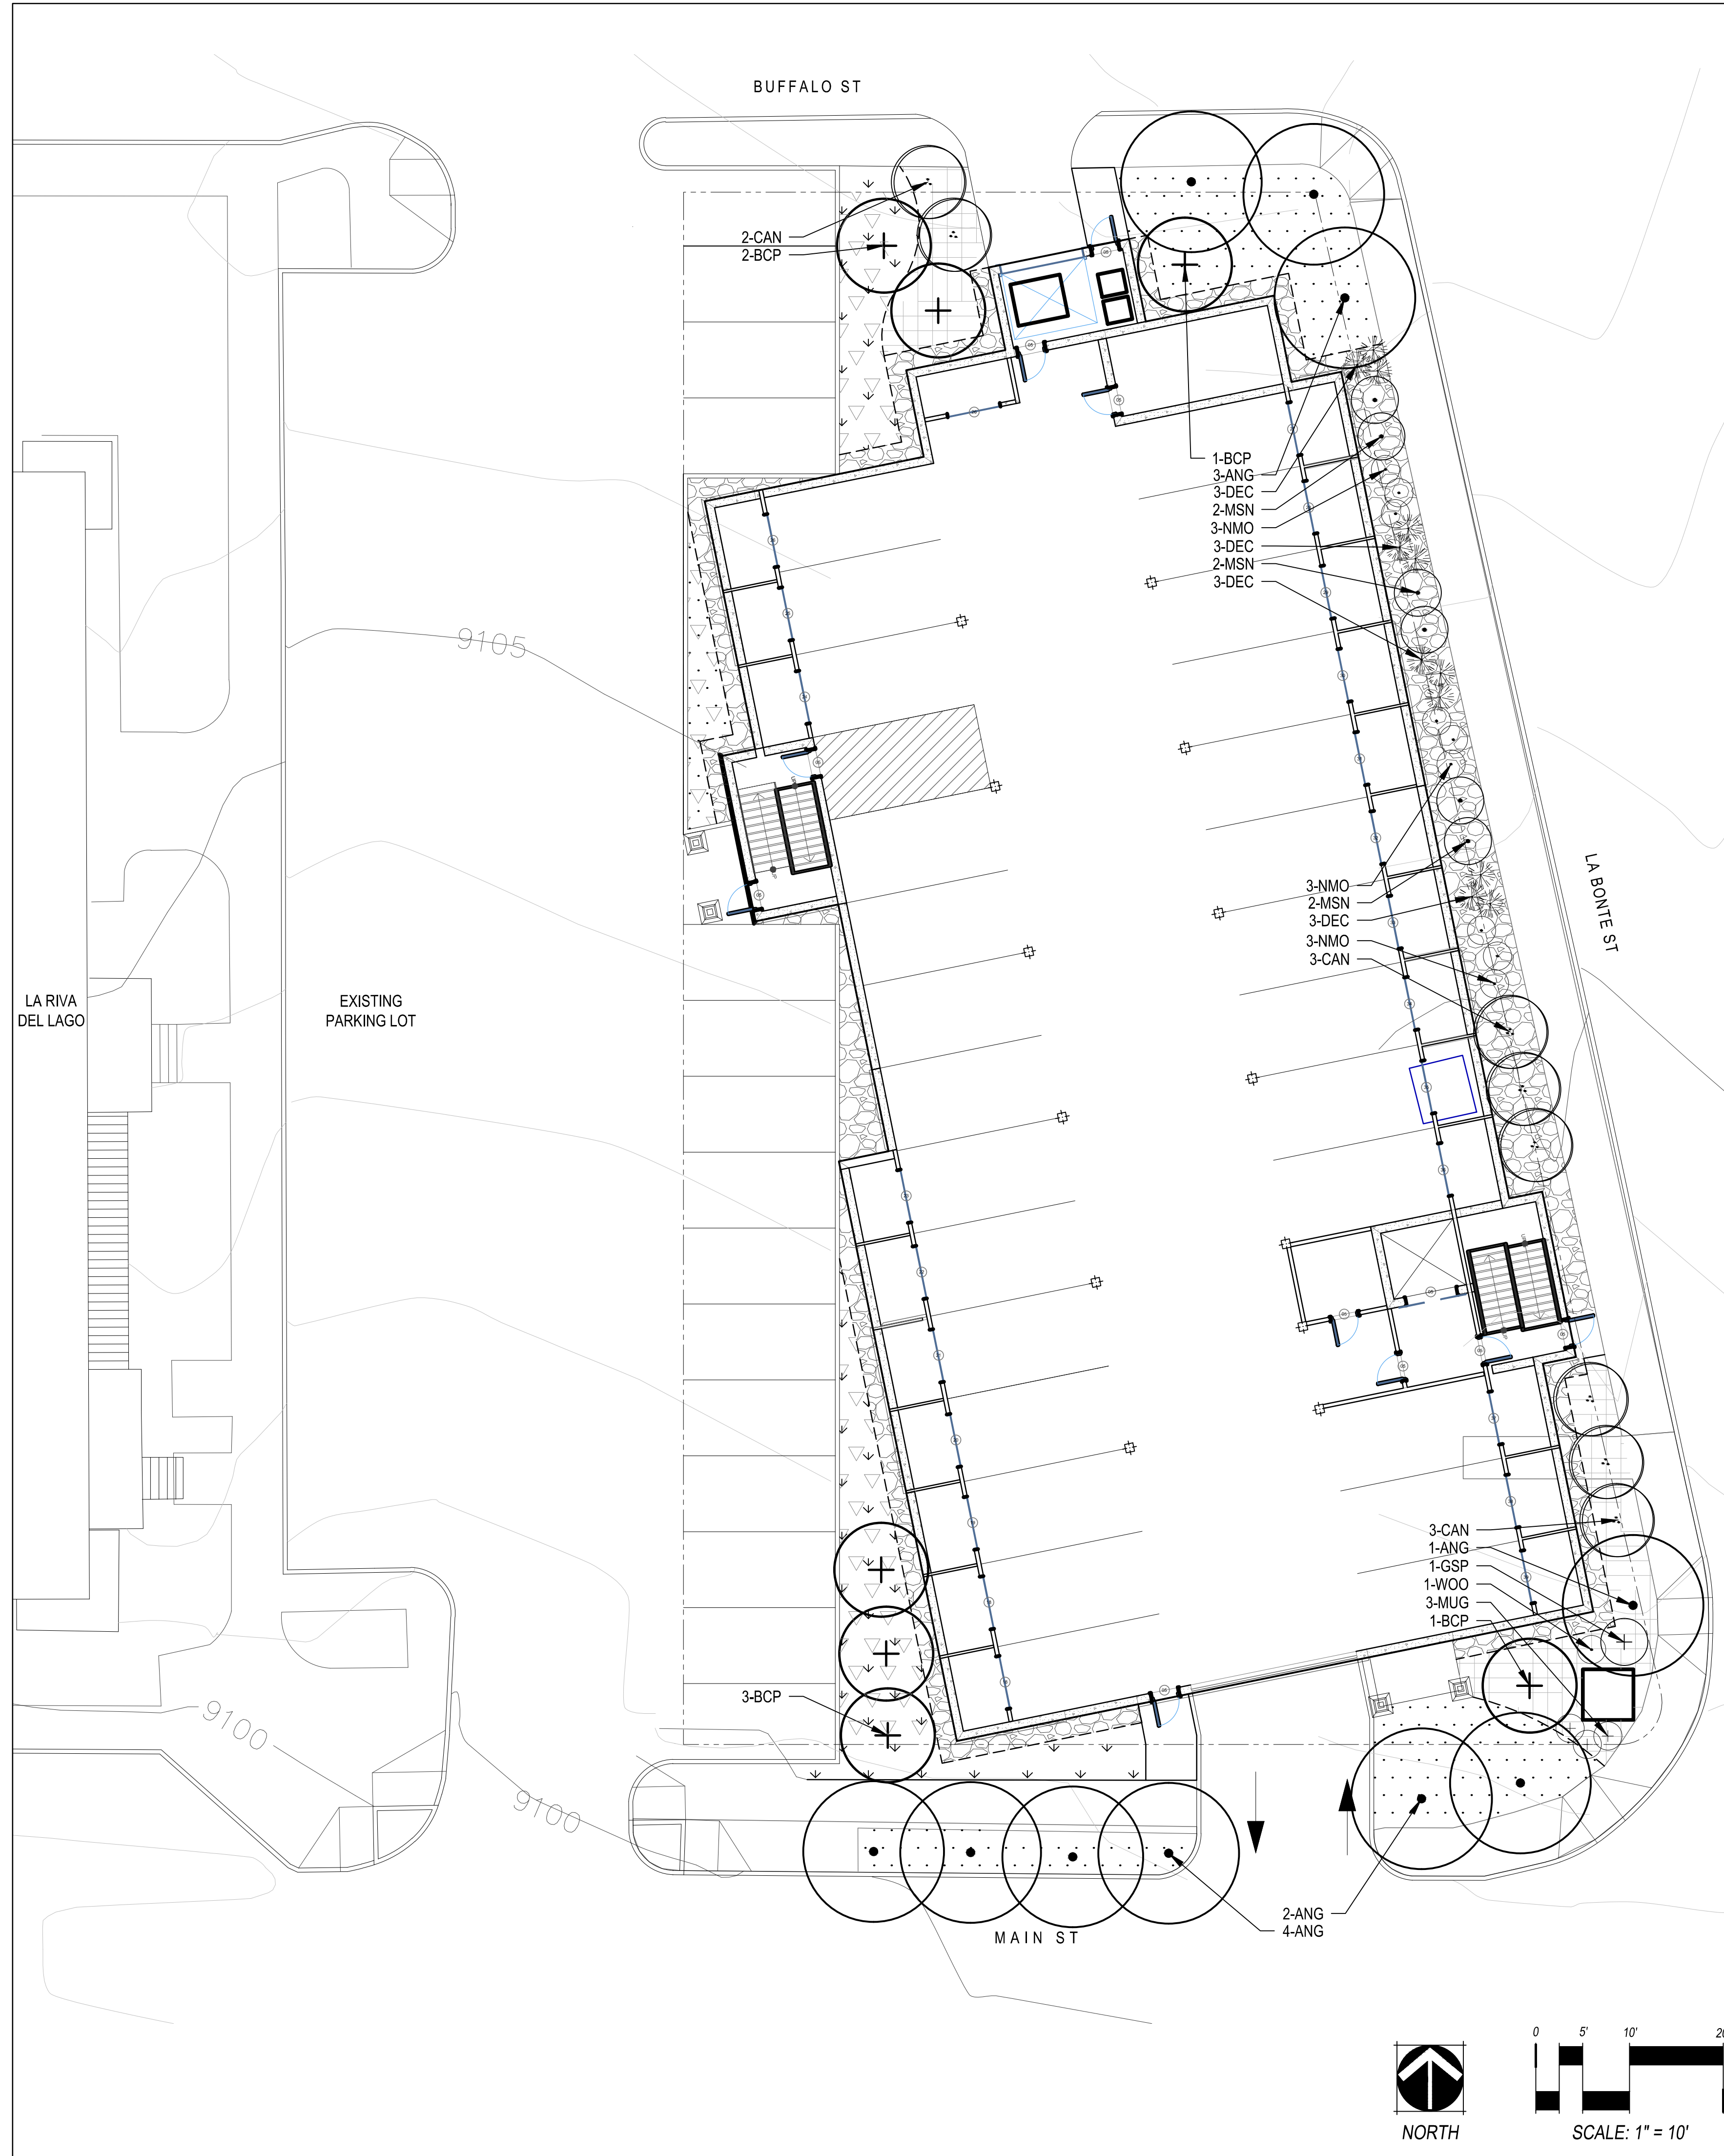 BUFFALO ST
2-CAN
2-BCP
1-BCP
3-ANG
3-DEC
2-MSN
3-NMO
3-DEC
2-MSN
3-DEC
9105
3-NMO
2-MSN
3-DEC
3-NMO
3-CAN
LA BONTE ST
LA RIVA
DEL LAGO
EXISTING
PARKING LOT
3-CAN
1-ANG
1-GSP
1-WOO
3-MUG
1-BCP
3-BCP
9100
9100
2-ANG
4-ANG
MAIN ST
0 5' 10'
NORTH
SCALE: 1" = 10'